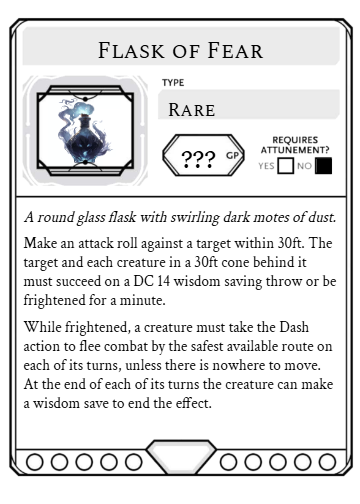 Flask of Fear
TYPE
Rare
???
GP
REQUIRES
ATTUNEMENT?
YES NO
A round glass flask with swirling dark motes of dust.
Make an attack roll against a target within 30ft. The
target and each creature in a 30ft cone behind it
must succeed on a DC 14 wisdom saving throw or be
frightened for a minute.
While frightened, a creature must take the Dash
action to flee combat by the safest available route on
each of its turns, unless there is nowhere to move.
At the end of each of its turns the creature can make
a wisdom save to end the effect.